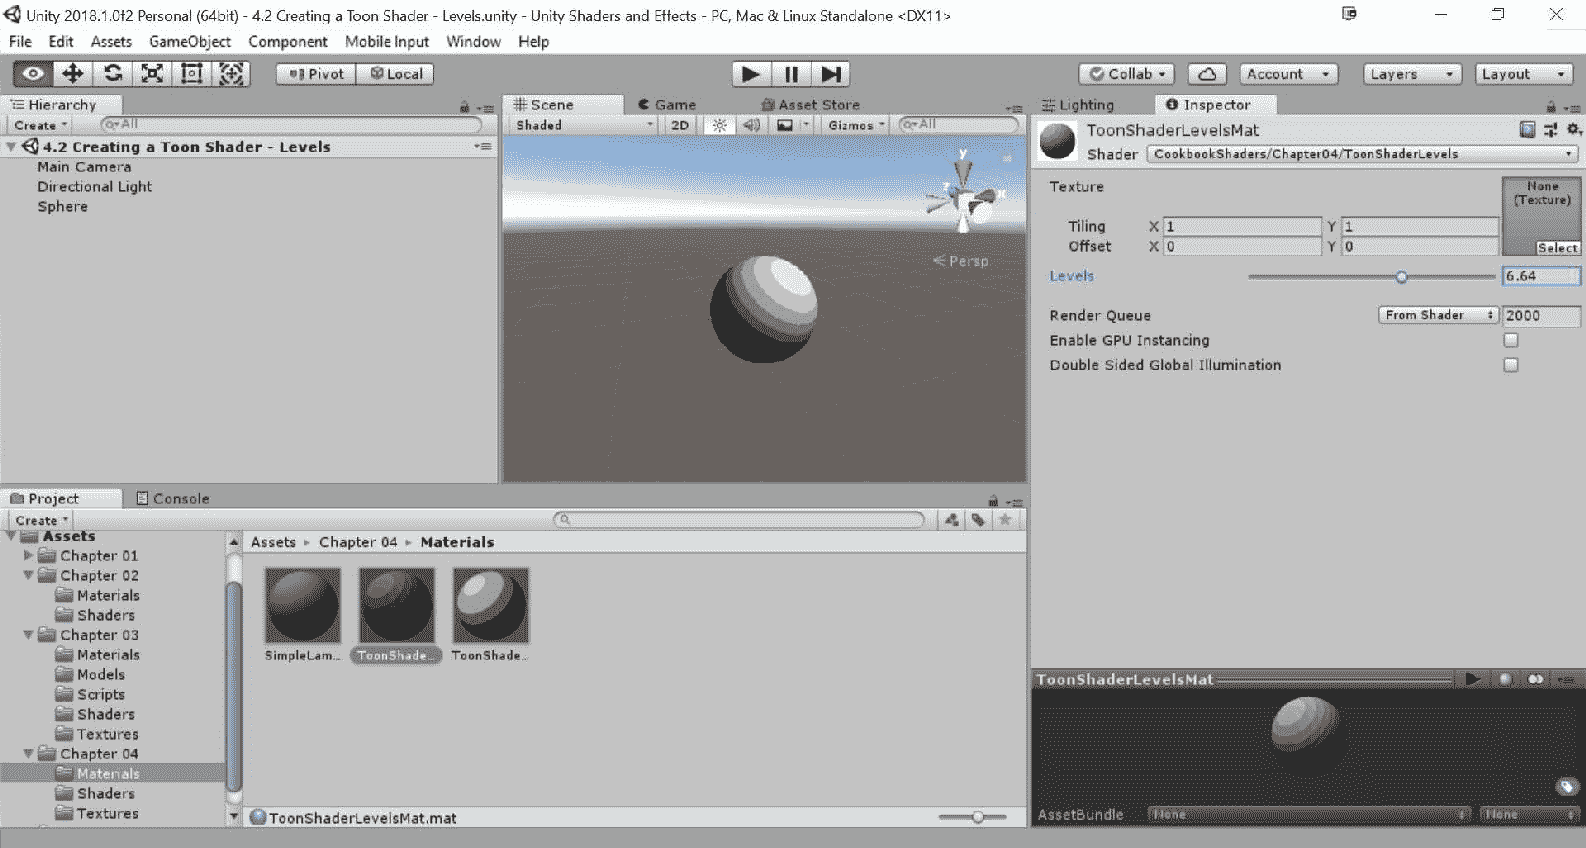 Unity 2018.1.0f2 Personal (64bit) - 4.2 Creating a Toon Shader - Levels.unity - Unity Shaders and Effects - PC, Mac & Linux Standalone <DX11>
File Edit Assets GameObject Component Mobile Input Window Help
Pivot Local Collab Account Layers Layout
Hierarchy
Create All
4.2 Creating a Toon Shader - Levels
Main Camera
Directional Light
Sphere
Scene Game Asset Store
Shaded 2D Gizmos All
y
z x
Persp
Lighting Inspector
ToonShaderLevelsMat
Shader CookbookShaders/Chapter04/ToonShaderLevels
Texture None
(Texture)
Tiling X 1 Y 1
Offset X 0 Y 0
Select
Levels 6.64
Render Queue From Shader 2000
Enable GPU Instancing
Double Sided Global Illumination
Project Console
Create
Assets
Chapter 01
Chapter 02
Materials
Shaders
Chapter 03
Materials
Models
Scripts
Shaders
Textures
Chapter 04
Materials
Shaders
Textures
Assets Chapter 04 Materials
SimpleLam... ToonShade... ToonShade...
ToonShaderLevelsMat.mat
ToonShaderLevelsMat
AssetBundle None None